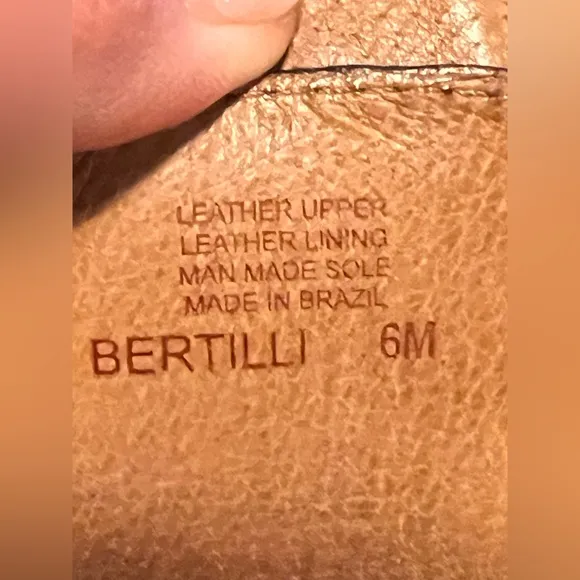 LEATHER UPPER
LEATHER LINING
MAN MADE SOLE
MADE IN BRAZIL
BERTILLI 6M